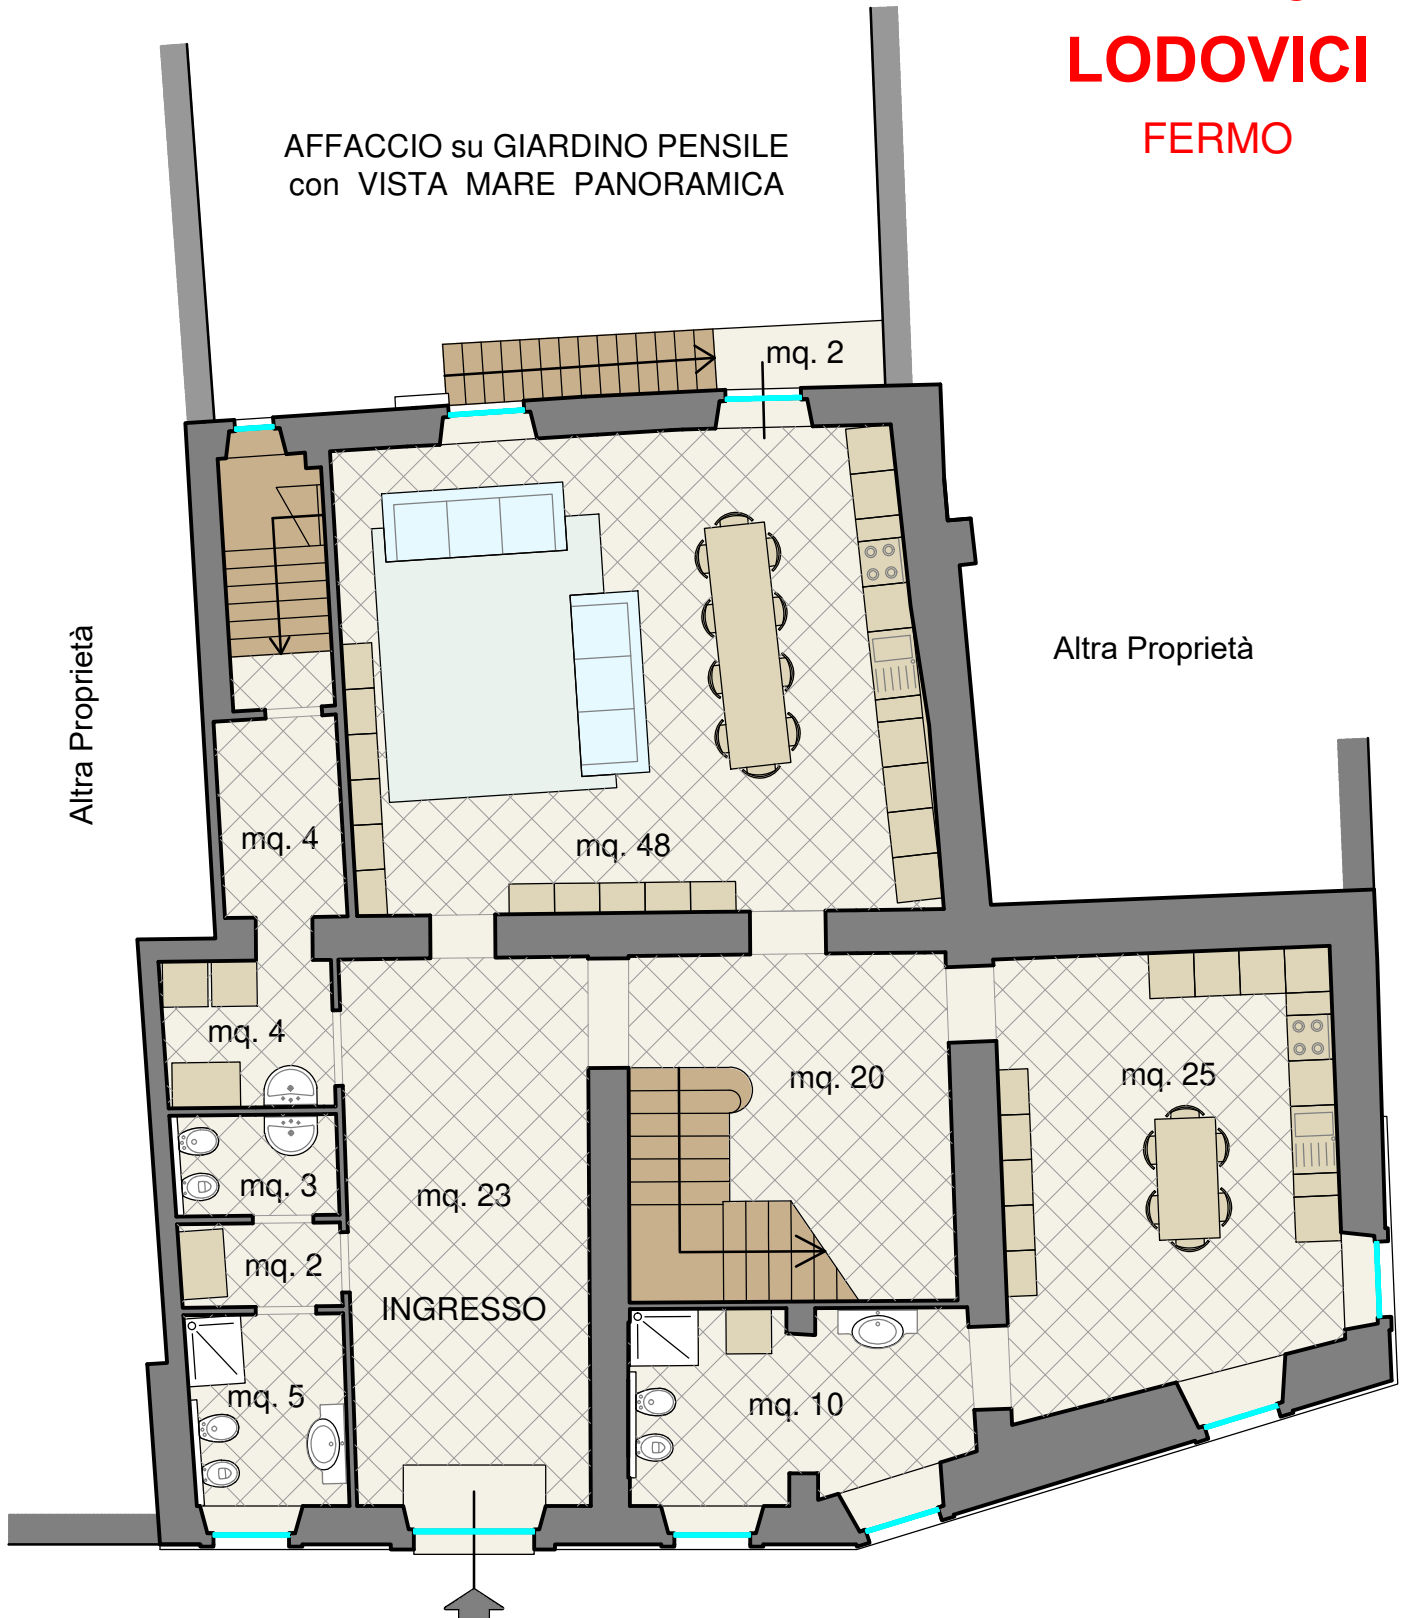 LODOVICI
FERMO
AFFACCIO su GIARDINO PENSILE
con VISTA MARE PANORAMICA
mq. 2
Altra Proprietà
Altra Proprietà
mq. 4
mq. 48
mq. 4
mq. 20
mq. 25
mq. 3
mq. 23
mq. 2
INGRESSO
mq. 5
mq. 10